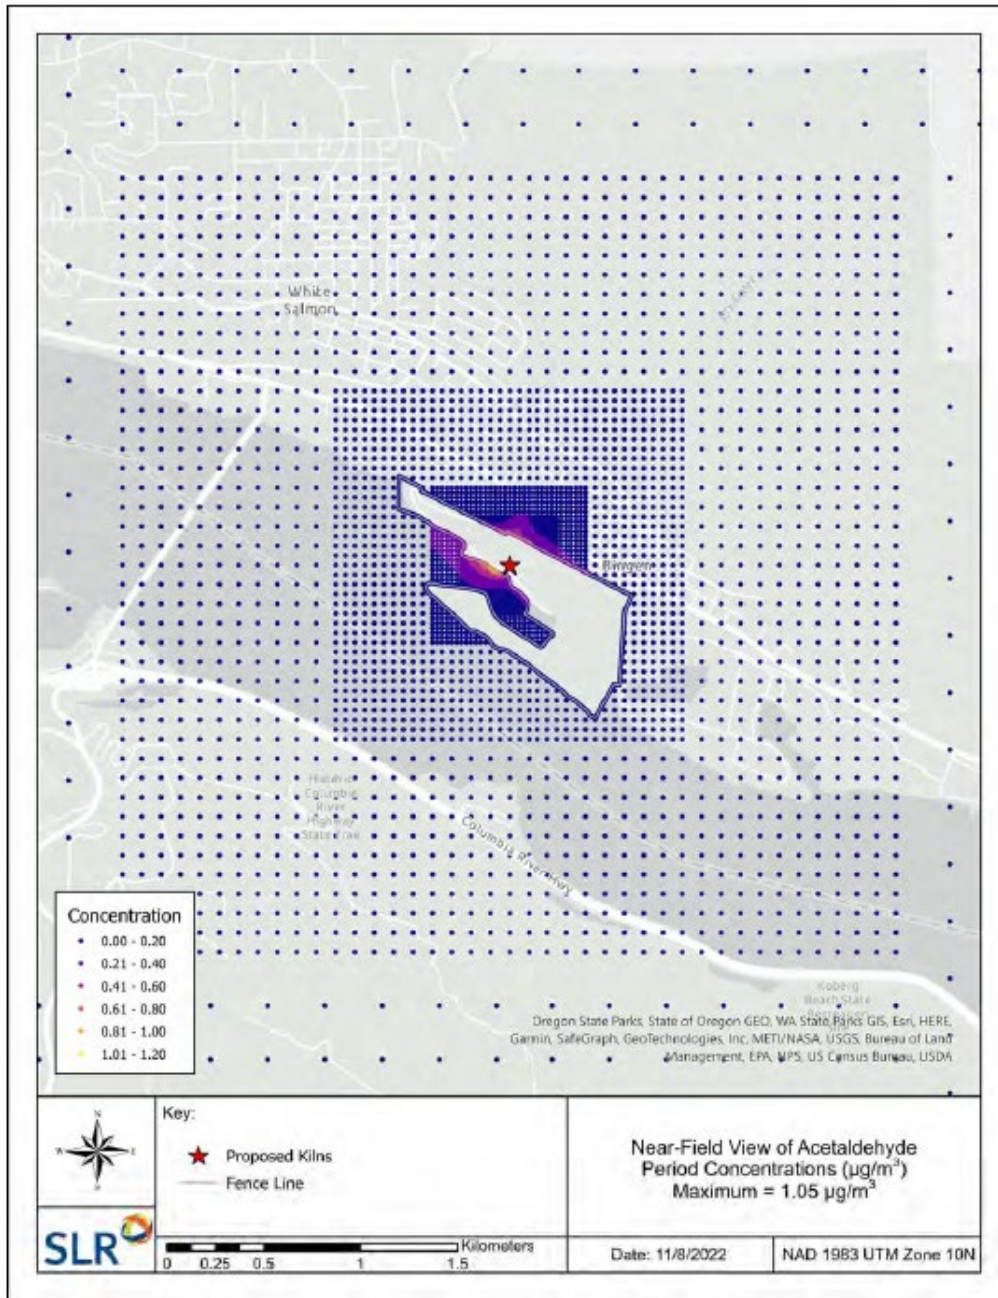 White
Salmon
Bingen
Historic
Columbia
River
Highway
State Trail
Columbia River Hwy
Koberg
Beach State
Recreation
Concentration
0.00 - 0.20
0.21 - 0.40
0.41 - 0.60
0.61 - 0.80
0.81 - 1.00
1.01 - 1.20
Oregon State Parks, State of Oregon GEO, WA State Parks GIS, Esri, HERE,
Garmin, SafeGraph, GeoTechnologies, Inc, METI/NASA, USGS, Bureau of Land
Management, EPA, NPS, US Census Bureau, USDA
N
W E
S
Key:
Proposed Kilns
Fence Line
Near-Field View of Acetaldehyde
Period Concentrations (µg/m³)
Maximum = 1.05 µg/m³
SLR
Kilometers
0 0.25 0.5 1 1.5
Date: 11/8/2022
NAD 1983 UTM Zone 10N